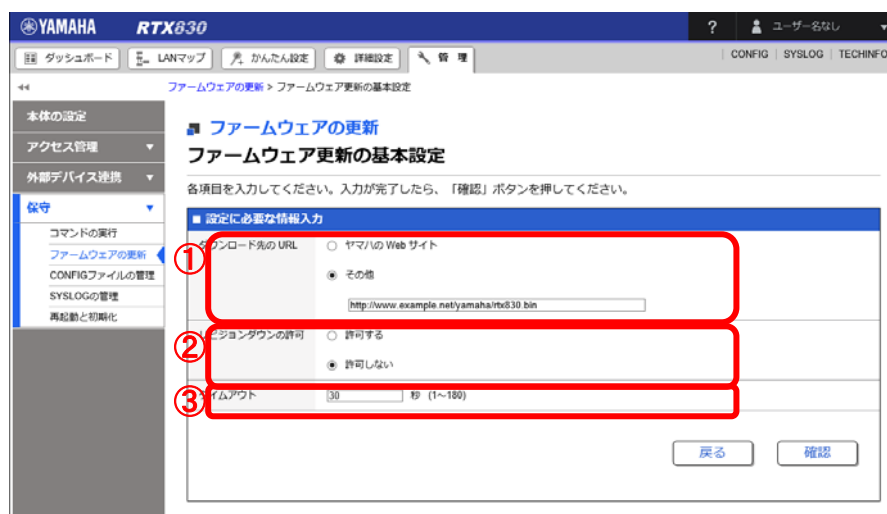 YAMAHA RTX830 ? ユーザーなし
ダッシュボード LANマップ かんたん設定 詳細設定 管理 CONFIG | SYSLOG | TECHINFO
ファームウェアの更新 > ファームウェア更新の基本設定
本体の設定
アクセス管理
外部デバイス連携
保守
コマンドの実行
ファームウェアの更新
CONFIGファイルの管理
SYSLOGの管理
再起動と初期化
ファームウェアの更新
ファームウェア更新の基本設定
各項目を入力してください。入力が完了したら、「確認」ボタンを押してください。
■ 設定に必要な情報入力
① ダウンロード先の URL ヤマハの Web サイト
その他
http://www.example.net/yamaha/rtx830.bin
② リビジョンダウンの許可 許可する
許可しない
③ タイムアウト 30 秒 (1~180)
戻る 確認